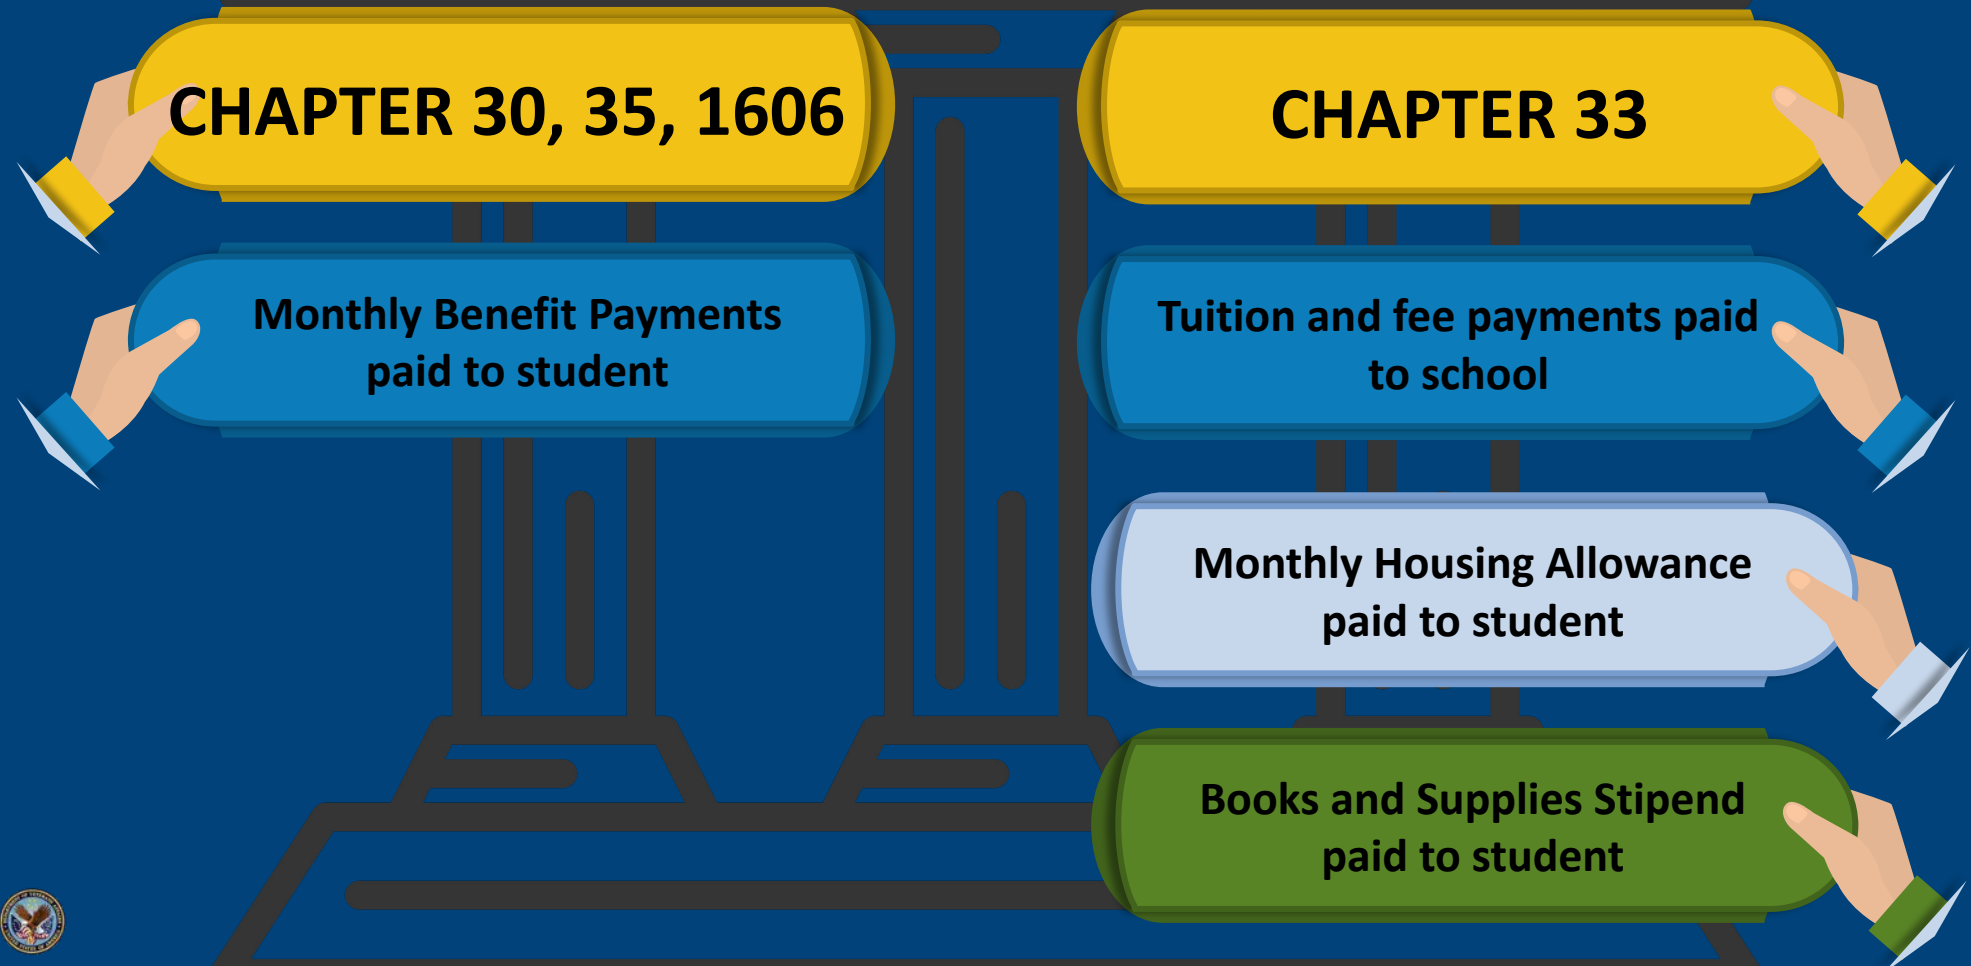 CHAPTER 30, 35, 1606
Monthly Benefit Payments
paid to student
CHAPTER 33
Tuition and fee payments paid
to school
Monthly Housing Allowance
paid to student
Books and Supplies Stipend
paid to student